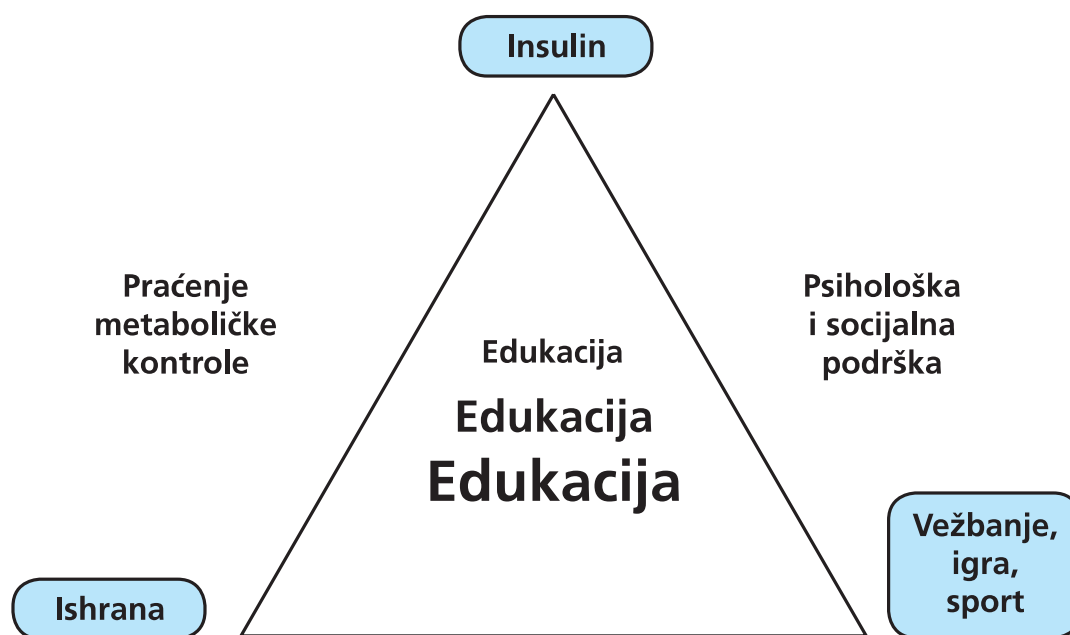 Insulin
Praćenje
metaboličke
kontrole
Psihološka
i socijalna
podrška
Edukacija
Edukacija
Edukacija
Ishrana
Vežbanje,
igra,
sport